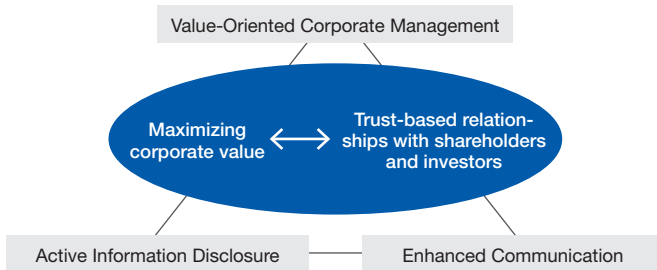 Value-Oriented Corporate Management
Maximizing
corporate value
Trust-based relation-
ships with shareholders
and investors
Active Information Disclosure
Enhanced Communication